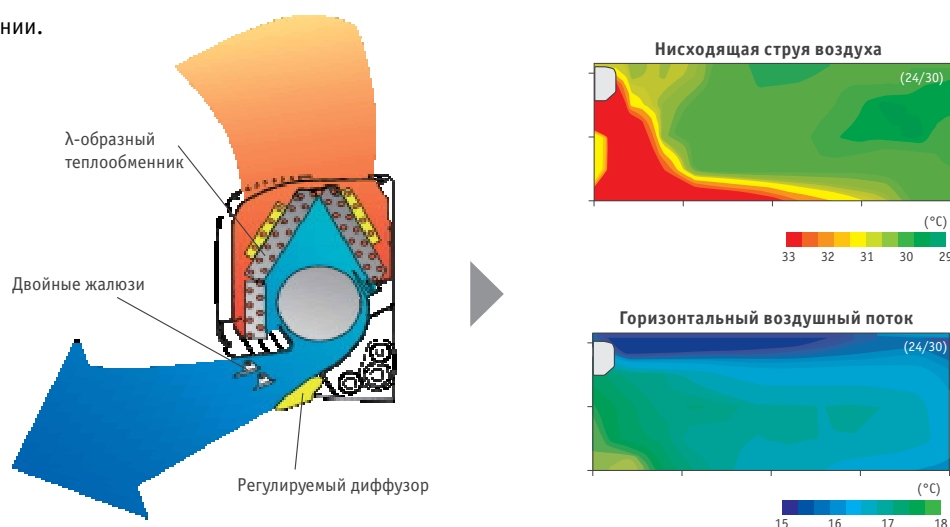 нии.
λ-образный
теплообменник
Двойные жалюзи
Регулируемый диффузор
Нисходящая струя воздуха
(24/30)
(°C)
33 32 31 30 29
Горизонтальный воздушный поток
(24/30)
(°C)
15 16 17 18